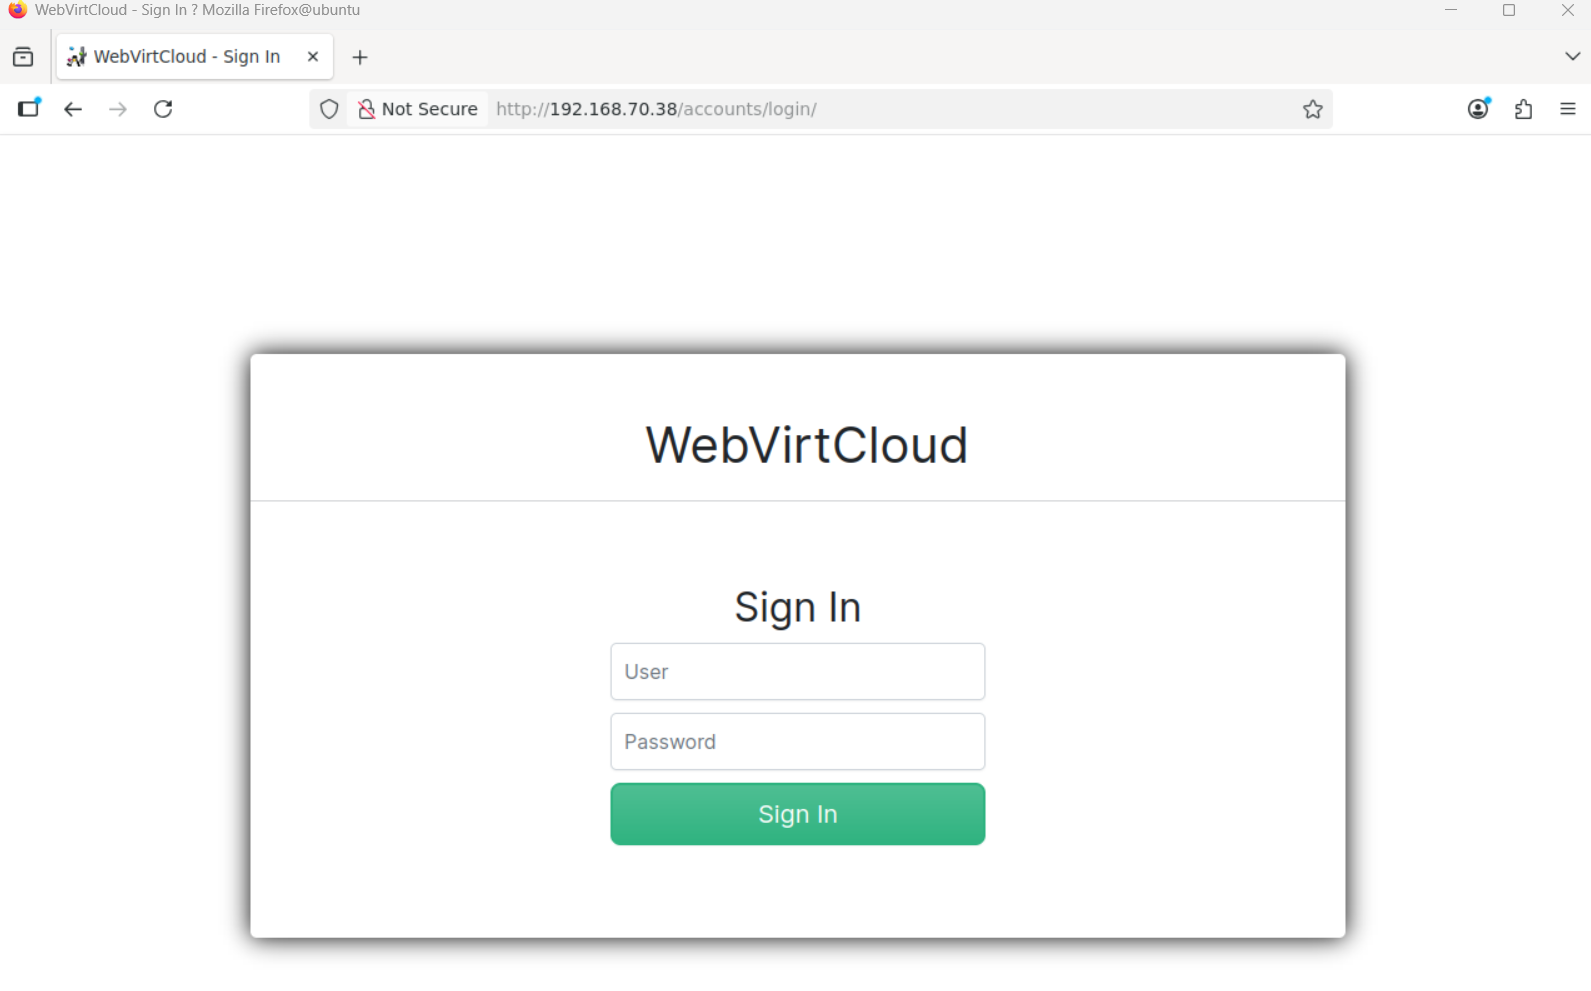 WebVirtCloud - Sign In ? Mozilla Firefox@ubuntu
WebVirtCloud - Sign In
Not Secure http://192.168.70.38/accounts/login/
WebVirtCloud
Sign In
User
Password
Sign In